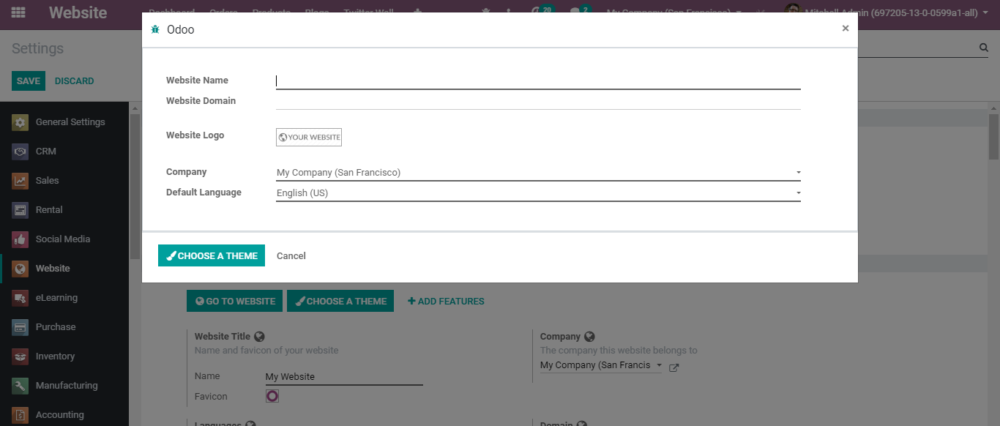 Website Dashboard Orders Products Blogs Twitter Wall 20 2 My Company (San Francisco) Mitchell Admin (697205-13-0-0599a1-all)
Odoo ×
Settings
SAVE DISCARD
Website Name
Website Domain
Website Logo YOUR WEBSITE
Company My Company (San Francisco)
Default Language English (US)
CHOOSE A THEME Cancel
General Settings
CRM
Sales
Rental
Social Media
Website
eLearning
Purchase
Inventory
Manufacturing
Accounting
GO TO WEBSITE CHOOSE A THEME + ADD FEATURES
Website Title
Name and favicon of your website
Name My Website
Favicon
Company
The company this website belongs to
My Company (San Francis
Languages Domain